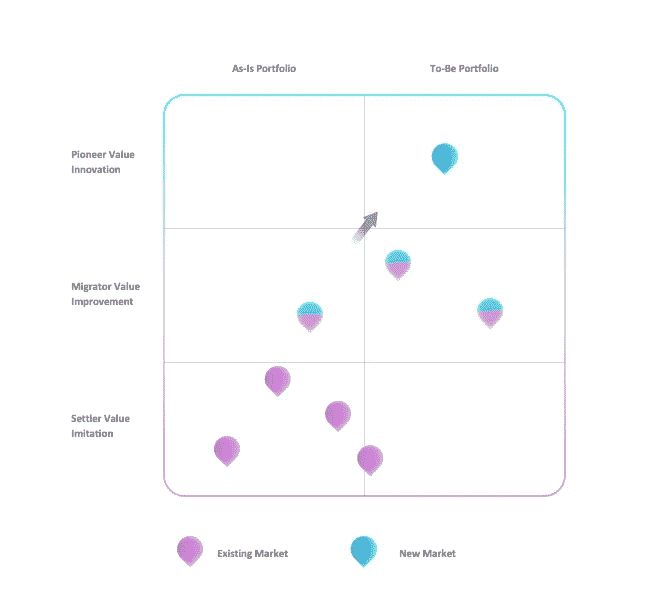 As-Is Portfolio
To-Be Portfolio
Pioneer Value
Innovation
Migrator Value
Improvement
Settler Value
Imitation
Existing Market
New Market